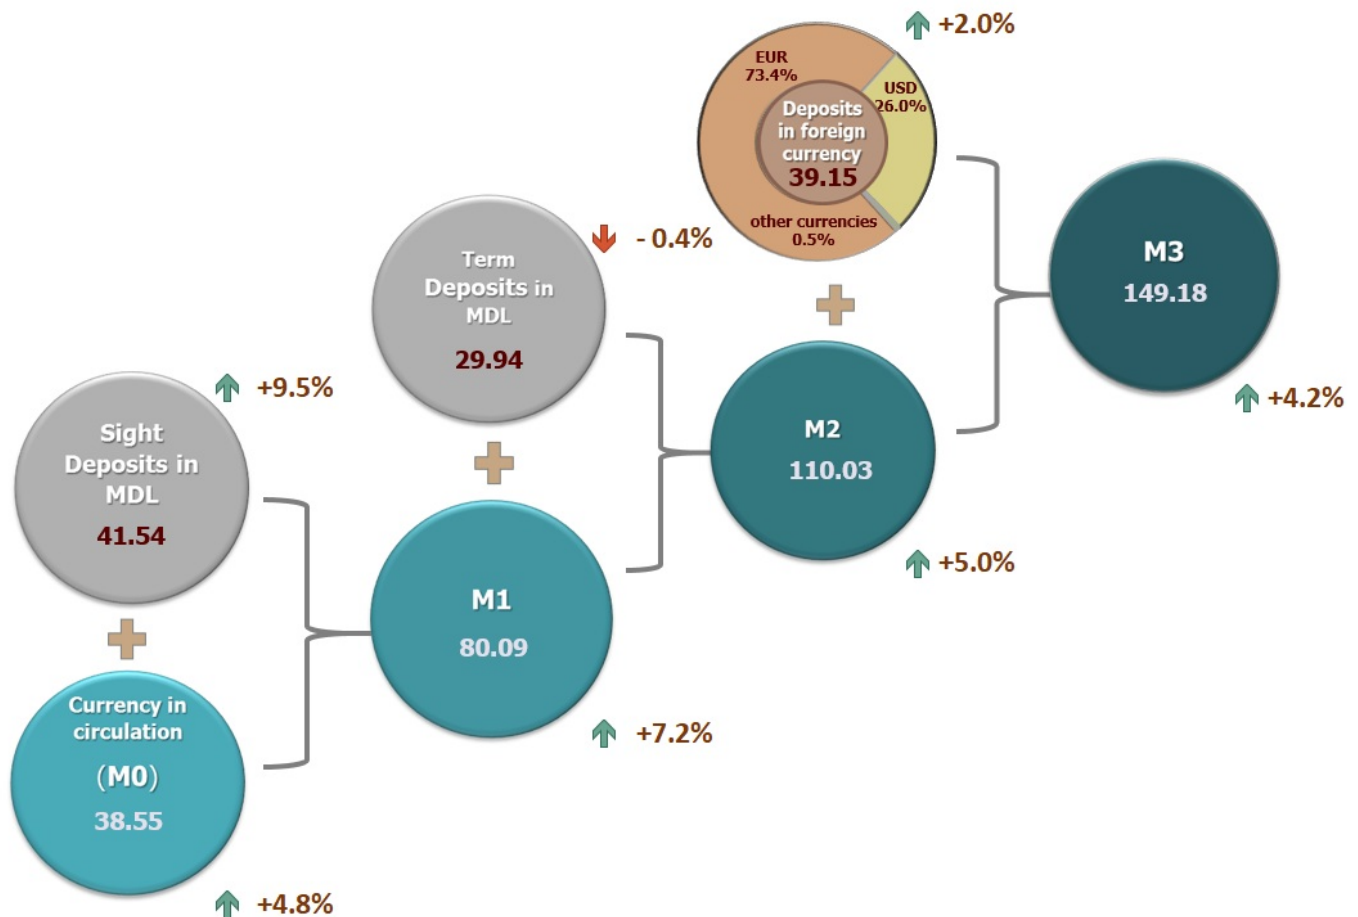 +2.0%
EUR
73.4%
USD
26.0%
Deposits
in foreign
currency
39.15
other currencies
0.5%
M3
149.18
+4.2%
Term
Deposits in
MDL
29.94
- 0.4%
M2
110.03
+5.0%
Sight
Deposits in
MDL
41.54
+9.5%
M1
80.09
+7.2%
Currency in
circulation
(M0)
38.55
+4.8%